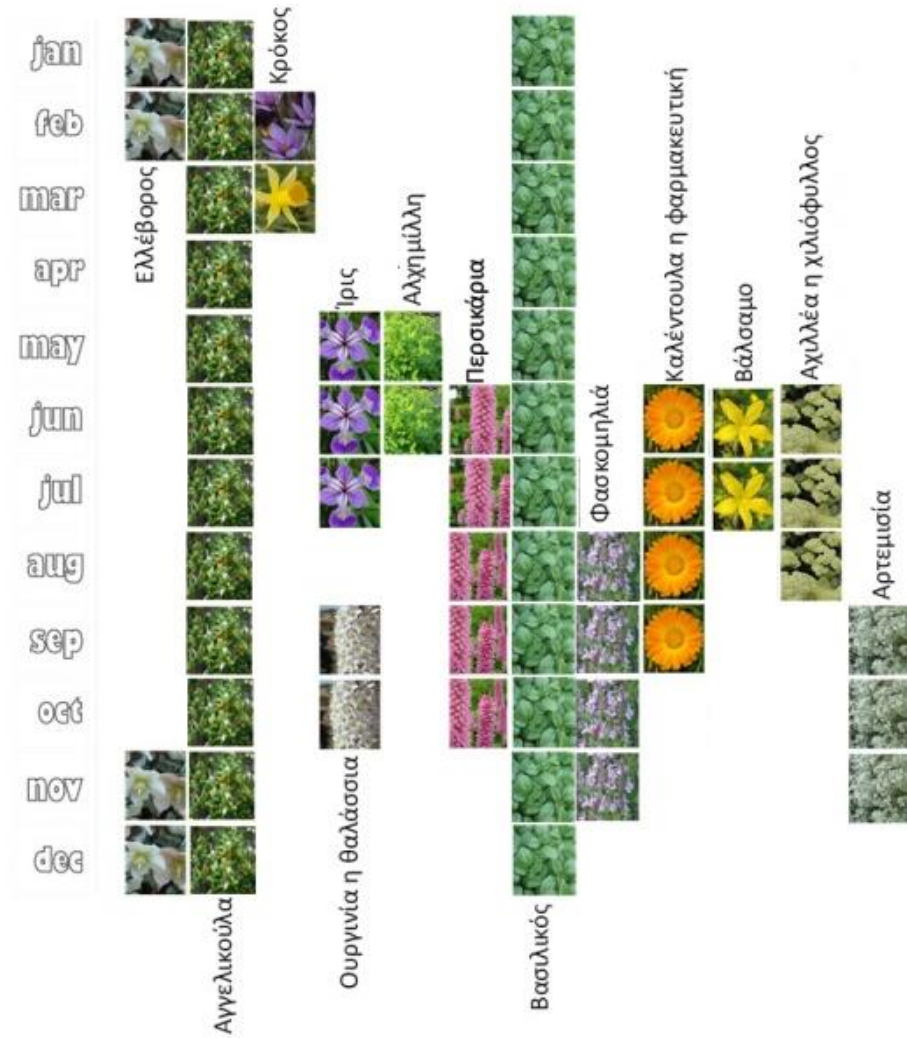 jan
feb
mar
apr
may
jun
jul
aug
sep
oct
nov
dec
Ελλέβορος
Αγγελικούλα
Κρόκος
Ίρις
Ουργινία η θαλάσσια
Αλχημίλλη
Περσικάρια
Βασιλικός
Φασκομηλιά
Καλέντουλα η φαρμακευτική
Βάλσαμο
Αχιλλέα η χιλιόφυλλος
Αρτεμισία